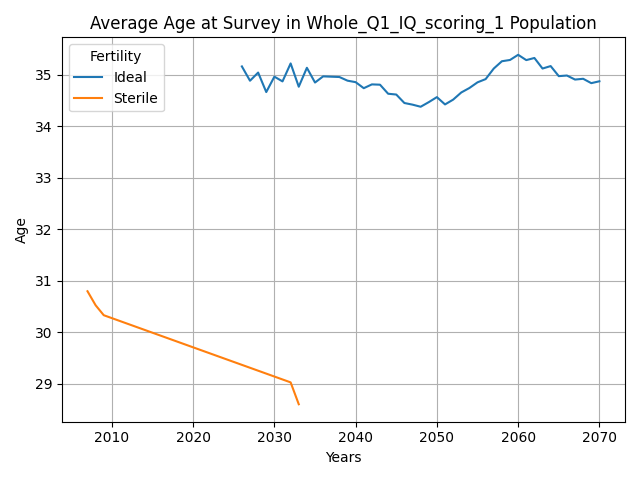 Average Age at Survey in Whole_Q1_IQ_scoring_1 Population
Fertility
Ideal
Sterile
Age
35
34
33
32
31
30
29
2010 2020 2030 2040 2050 2060 2070
Years